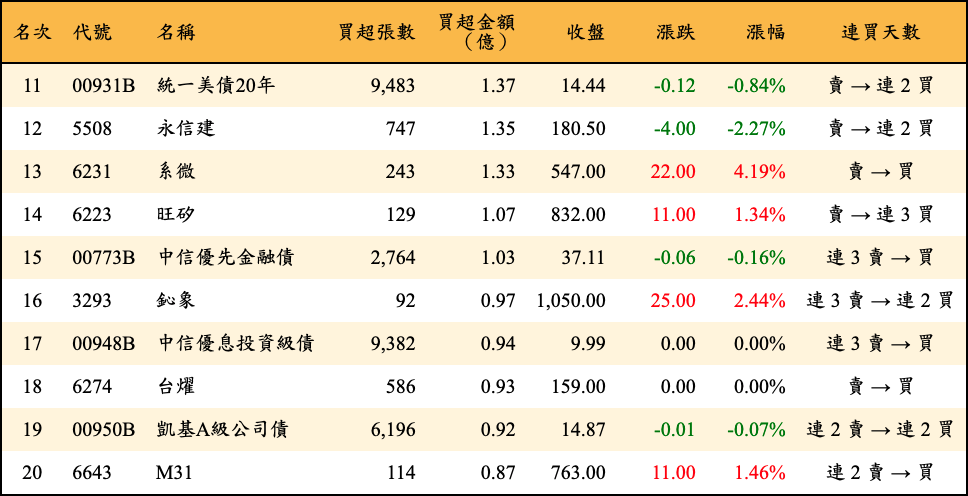 名次 代號 名稱 買超張數 買超金額（億） 收盤 漲跌 漲幅 連買天數
11 00931B 統一美債20年 9,483 1.37 14.44 -0.12 -0.84% 賣→連2買
12 5508 永信建 747 1.35 180.50 -4.00 -2.27% 賣→連2買
13 6231 系微 243 1.33 547.00 22.00 4.19% 賣→買
14 6223 旺矽 129 1.07 832.00 11.00 1.34% 賣→連3買
15 00773B 中信優先金融債 2,764 1.03 37.11 -0.06 -0.16% 連3賣→買
16 3293 鈊象 92 0.97 1,050.00 25.00 2.44% 連3賣→連2買
17 00948B 中信優息投資級債 9,382 0.94 9.99 0.00 0.00% 連3賣→買
18 6274 台燿 586 0.93 159.00 0.00 0.00% 賣→買
19 00950B 凱基A級公司債 6,196 0.92 14.87 -0.01 -0.07% 連2賣→連2買
20 6643 M31 114 0.87 763.00 11.00 1.46% 連2賣→買